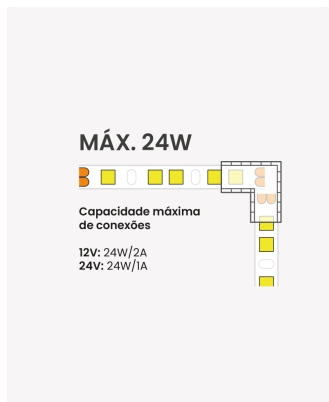 MÁX. 24W
Capacidade máxima
de conexões
12V: 24W/2A
24V: 24W/1A